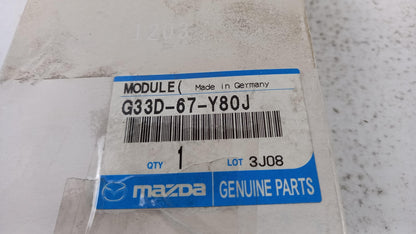 MODULE( Made in Germany
G33D-67-Y80J
QTY 1 LOT 3J08
mazda GENUINE PARTS